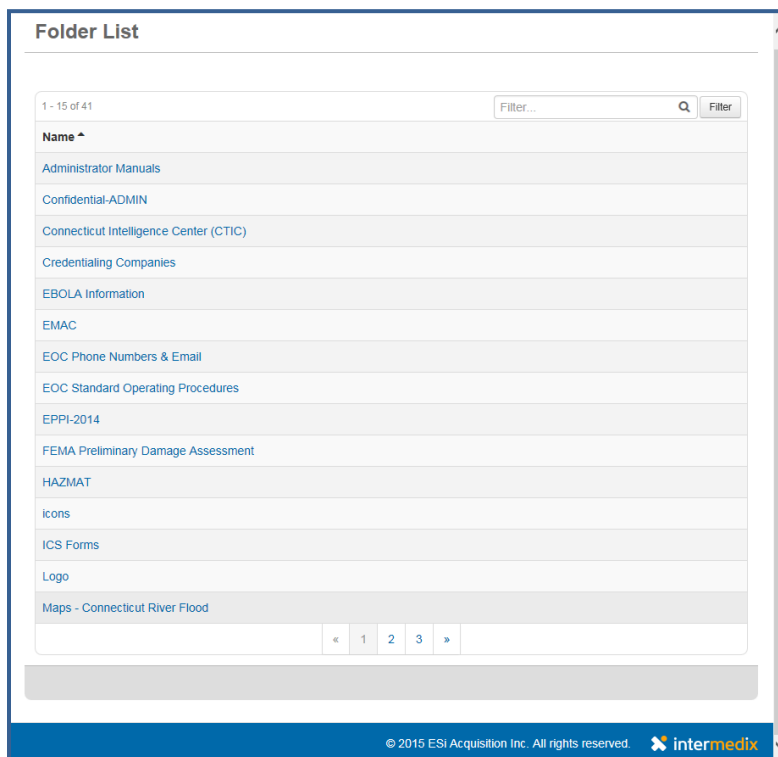 Folder List
1 - 15 of 41
Filter...
Filter
Name
Administrator Manuals
Confidential-ADMIN
Connecticut Intelligence Center (CTIC)
Credentialing Companies
EBOLA Information
EMAC
EOC Phone Numbers & Email
EOC Standard Operating Procedures
EPPI-2014
FEMA Preliminary Damage Assessment
HAZMAT
icons
ICS Forms
Logo
Maps - Connecticut River Flood
« 1 2 3 »
© 2015 ESi Acquisition Inc. All rights reserved. intermedix